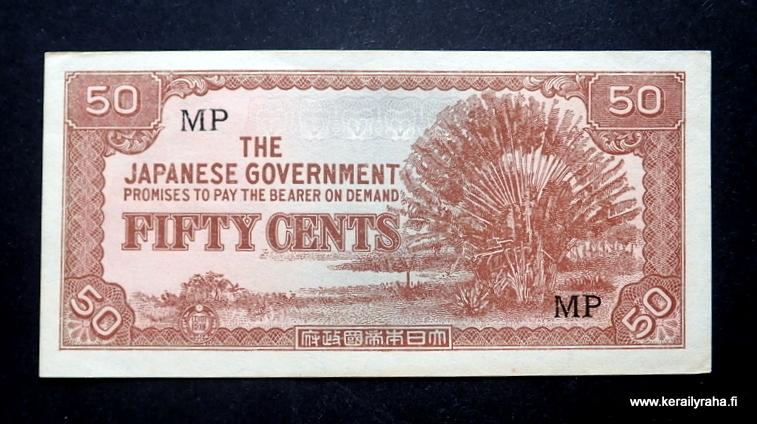 50
50
MP
THE
JAPANESE GOVERNMENT
PROMISES TO PAY THE BEARER ON DEMAND
FIFTY CENTS
MP
50
50
府政國帝本日大
www.kerailyraha.fi